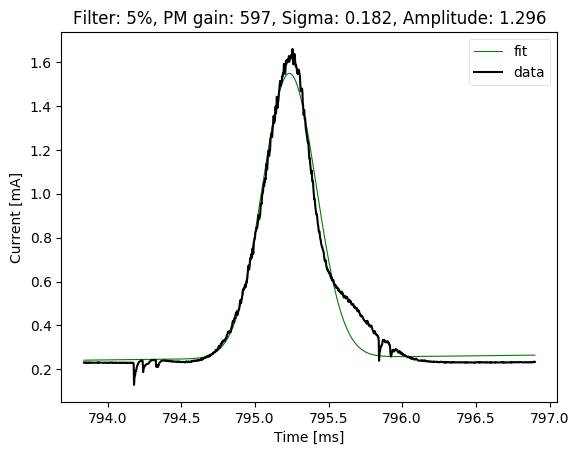 Filter: 5%, PM gain: 597, Sigma: 0.182, Amplitude: 1.296
fit
data
1.6
1.4
1.2
1.0
0.8
0.6
0.4
0.2
Current [mA]
794.0 794.5 795.0 795.5 796.0 796.5 797.0
Time [ms]